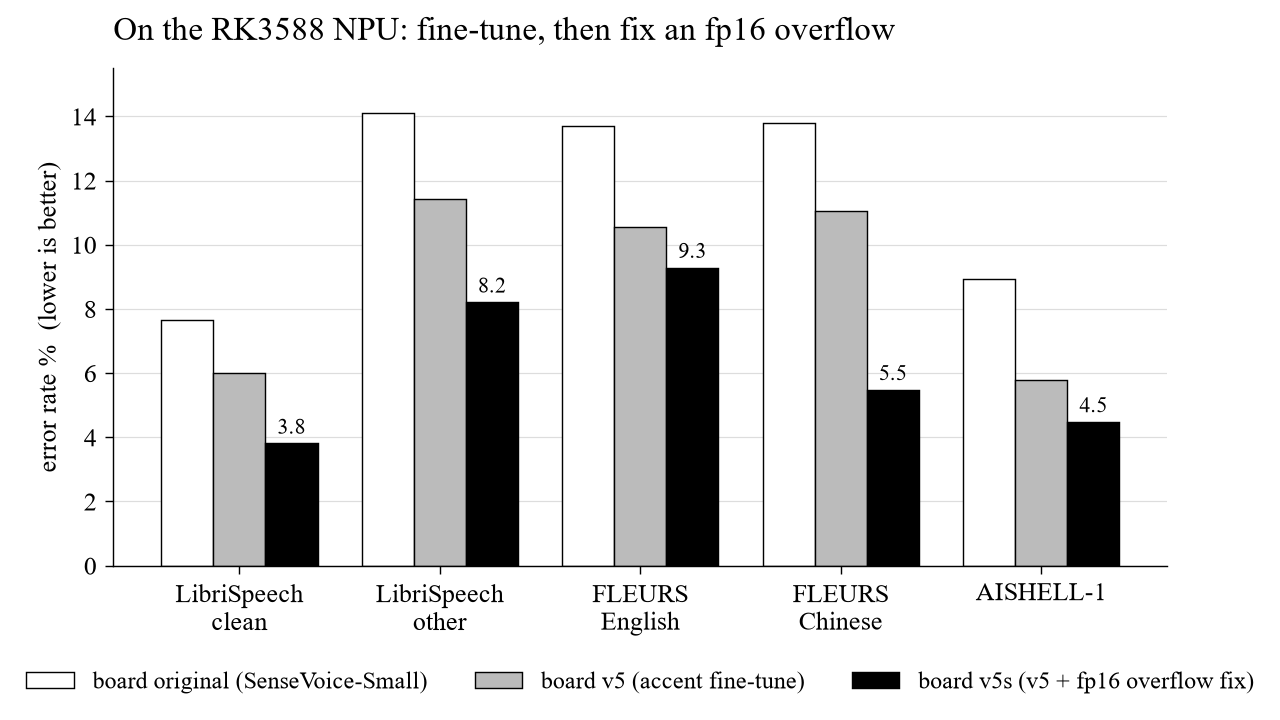 On the RK3588 NPU: fine-tune, then fix an fp16 overflow
error rate % (lower is better)
14
12
10
8
6
4
2
0
3.8
8.2
9.3
5.5
4.5
LibriSpeech
clean
LibriSpeech
other
FLEURS
English
FLEURS
Chinese
AISHELL-1
board original (SenseVoice-Small)
board v5 (accent fine-tune)
board v5s (v5 + fp16 overflow fix)